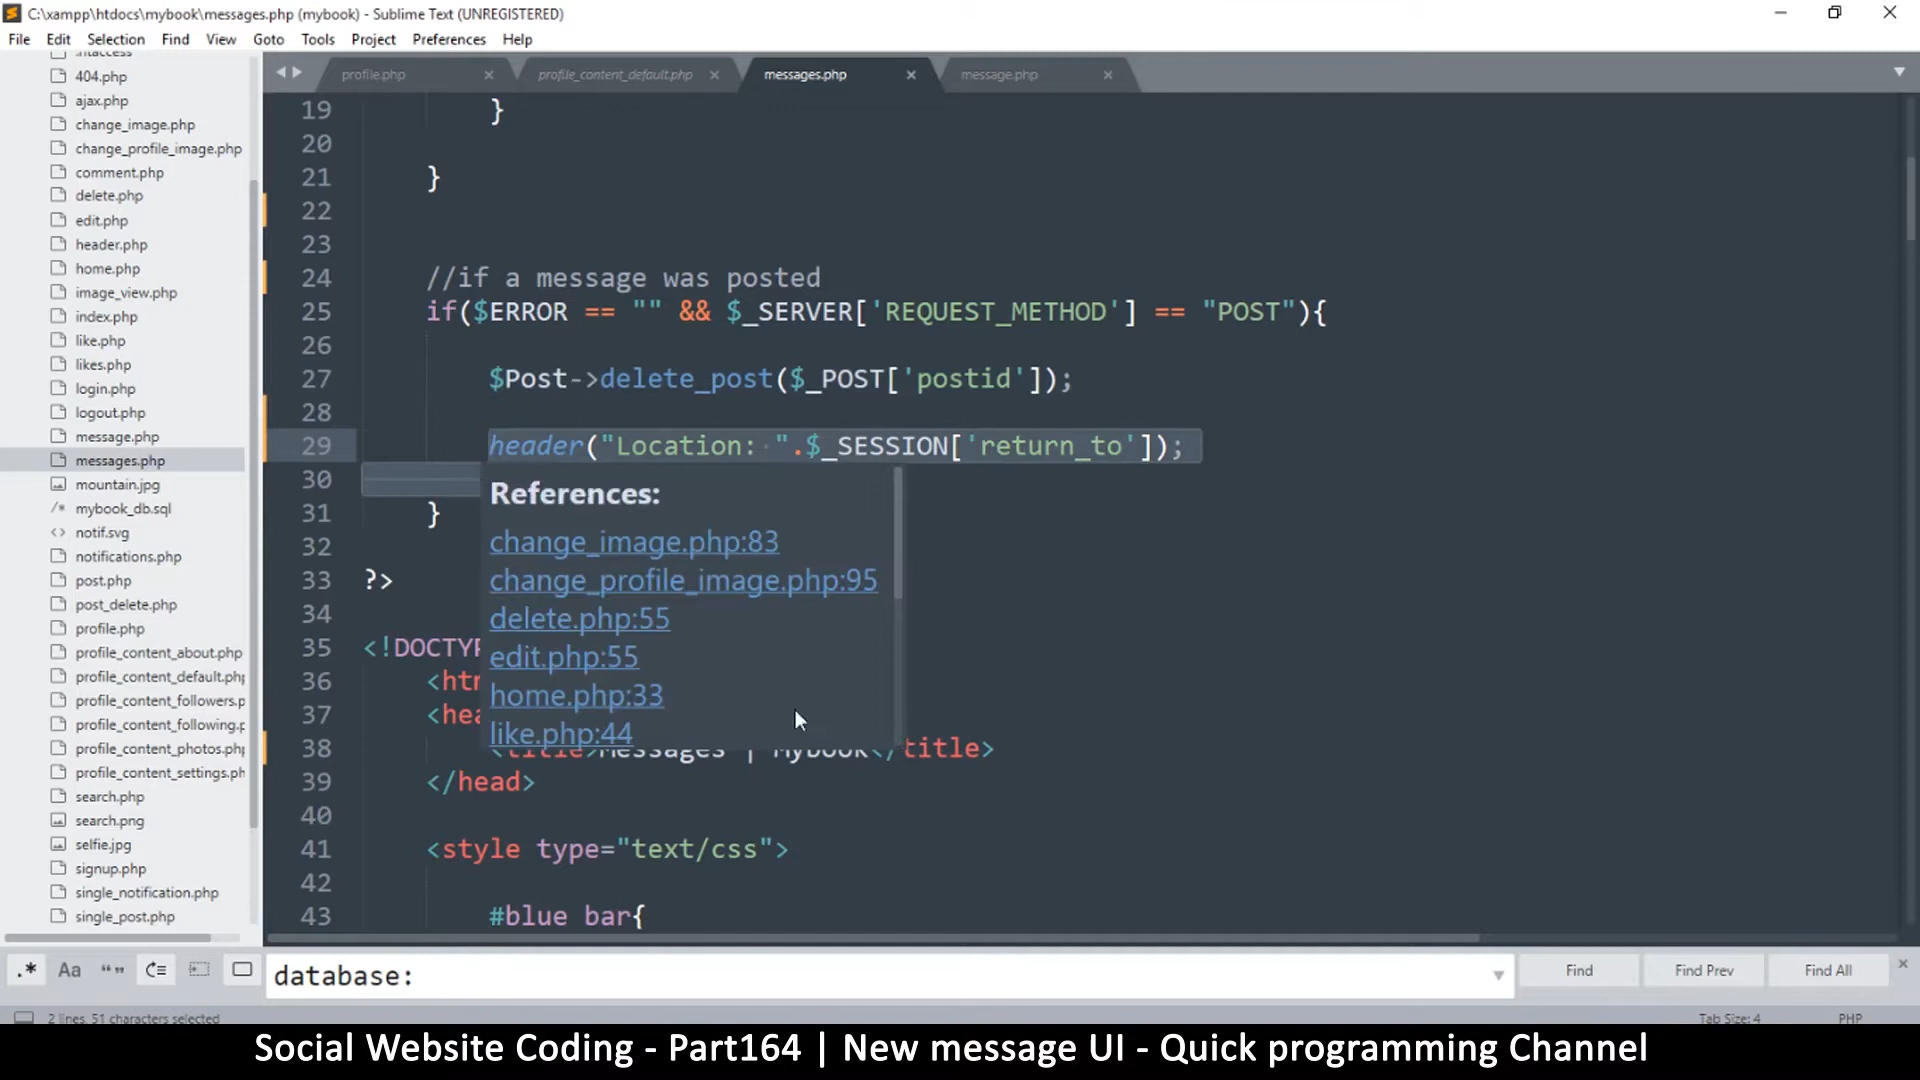 C:\xampp\htdocs\mybook\messages.php (mybook) - Sublime Text (UNREGISTERED)
File Edit Selection Find View Goto Tools Project Preferences Help
.htaccess
404.php
ajax.php
change_image.php
change_profile_image.php
comment.php
delete.php
edit.php
header.php
home.php
image_view.php
index.php
like.php
likes.php
login.php
logout.php
message.php
messages.php
mountain.jpg
mybook_db.sql
notif.svg
notifications.php
post.php
post_delete.php
profile.php
profile_content_about.php
profile_content_default.php
profile_content_followers.p
profile_content_following.p
profile_content_photos.php
profile_content_settings.ph
search.php
search.png
selfie.jpg
signup.php
single_notification.php
single_post.php
profile.php profile_content_default.php messages.php message.php
19 }
20
21 }
22
23
24 //if a message was posted
25 if($ERROR == "" && $_SERVER['REQUEST_METHOD'] == "POST"){
26
27 $Post->delete_post($_POST['postid']);
28
29 header("Location: ".$_SESSION['return_to']);
30
31 }
32
33 ?>
34
35 <!DOCTYP
36 <htm
37 <hea
38 <title>Messages | Mybook</title>
39 </head>
40
41 <style type="text/css">
42
43 #blue_bar{
References:
change_image.php:83
change_profile_image.php:95
delete.php:55
edit.php:55
home.php:33
like.php:44
.* Aa “” database: Find Find Prev Find All
2 lines, 51 characters selected Tab Size: 4 PHP
Social Website Coding - Part164 | New message UI - Quick programming Channel